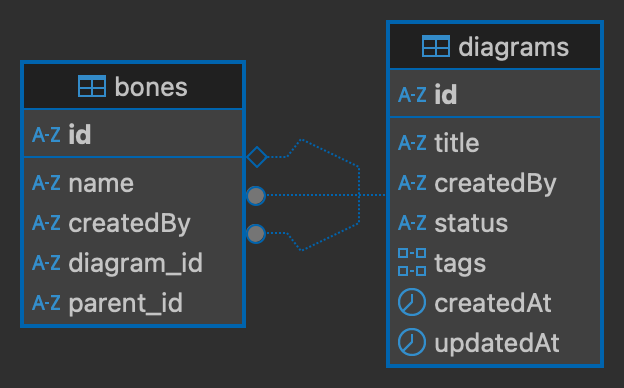 bones
A-Z id
A-Z name
A-Z createdBy
A-Z diagram_id
A-Z parent_id
diagrams
A-Z id
A-Z title
A-Z createdBy
A-Z status
tags
createdAt
updatedAt